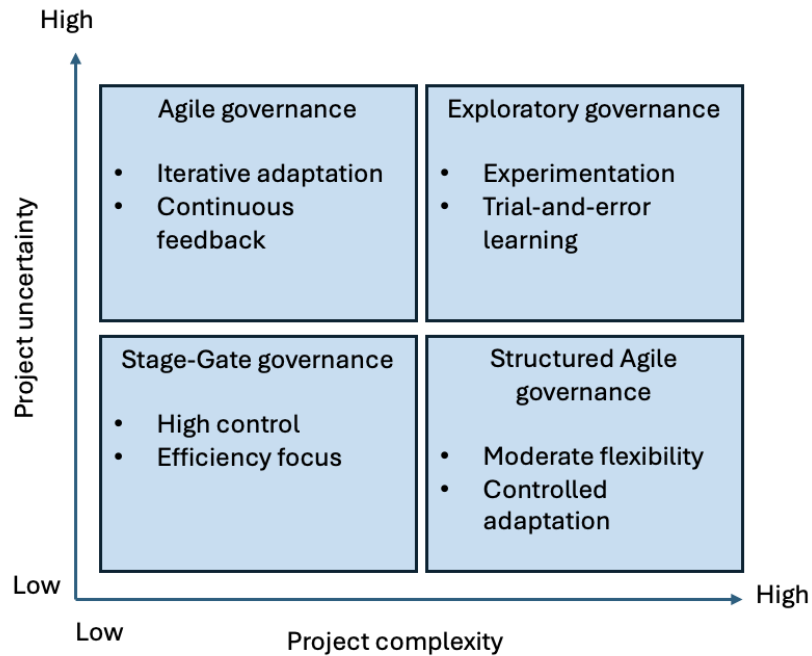 High
Project uncertainty
Agile governance
• Iterative adaptation
• Continuous
feedback
Exploratory governance
• Experimentation
• Trial-and-error
learning
Stage-Gate governance
• High control
• Efficiency focus
Structured Agile
governance
• Moderate flexibility
• Controlled
adaptation
Low
Low
Project complexity
High